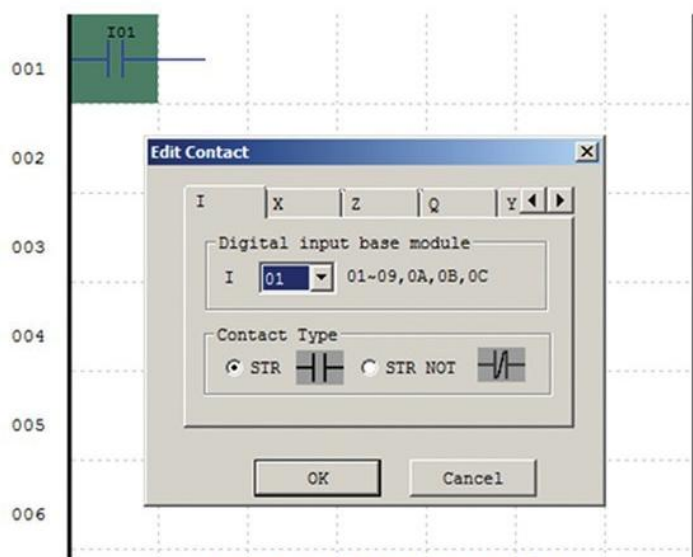 I01
001
002
Edit Contact
I X Z Q Y
003
Digital input base module
I 01 01~09,0A,0B,0C
004
Contact Type
STR STR NOT
005
OK Cancel
006